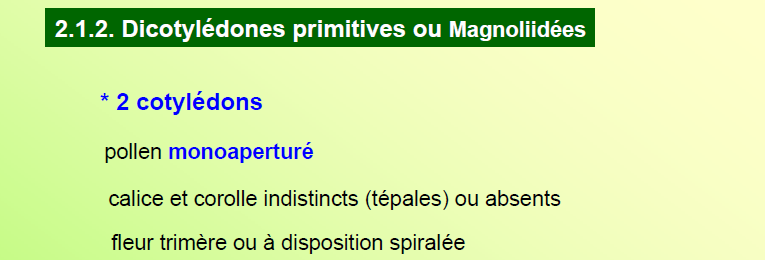 2.1.2. Dicotylédones primitives ou Magnoliidées
* 2 cotylédons
pollen monoaperturé
calice et corolle indistincts (tépales) ou absents
fleur trimère ou à disposition spiralée